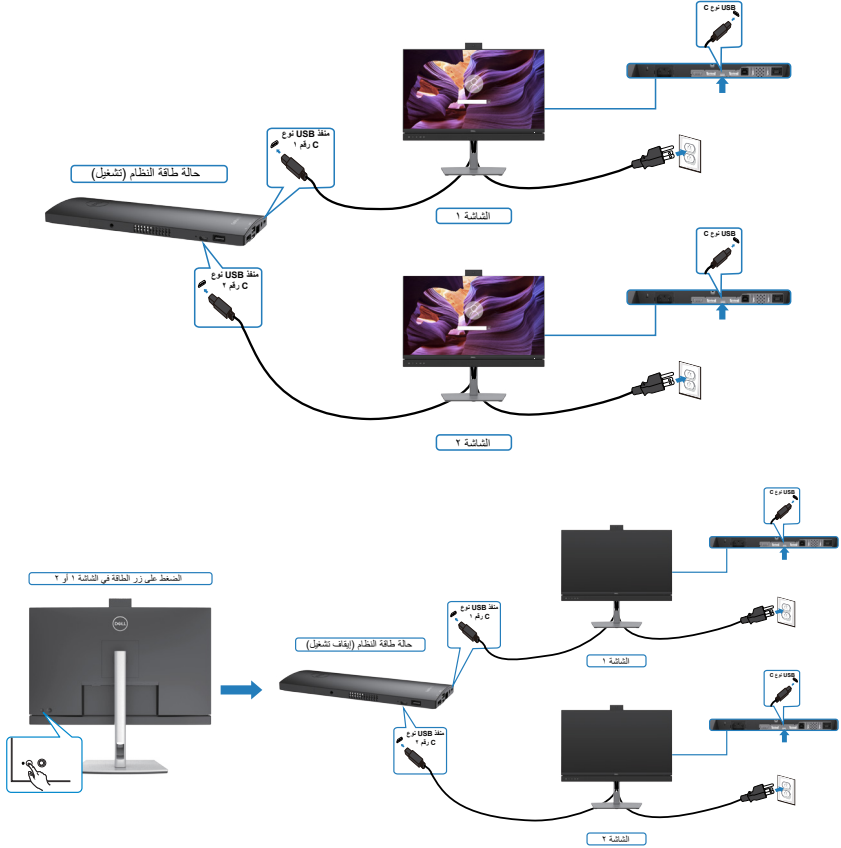 USB نوع C
منفذ USB نوع
C رقم ١
حالة طاقة النظام (تشغيل)
الشاشة ١
USB نوع C
منفذ USB نوع
C رقم ٢
الشاشة ٢
USB نوع C
الضغط على زر الطاقة في الشاشة ١ أو ٢
DELL
منفذ USB نوع
C رقم ١
حالة طاقة النظام (إيقاف تشغيل)
الشاشة ١
USB نوع C
منفذ USB نوع
C رقم ٢
الشاشة ٢